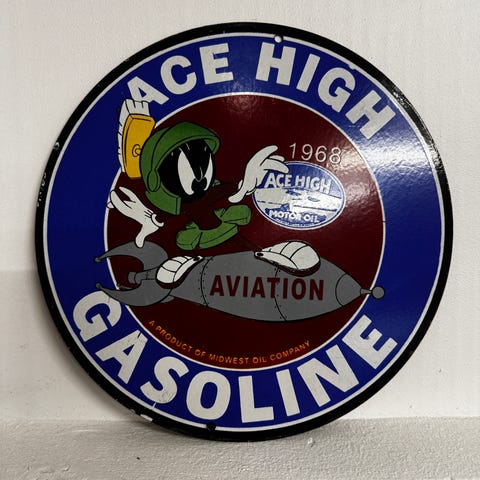 ACE HIGH
1968
ACE HIGH
MOTOR OIL
AVIATION
A PRODUCT OF MIDWEST OIL COMPANY
GASOLINE